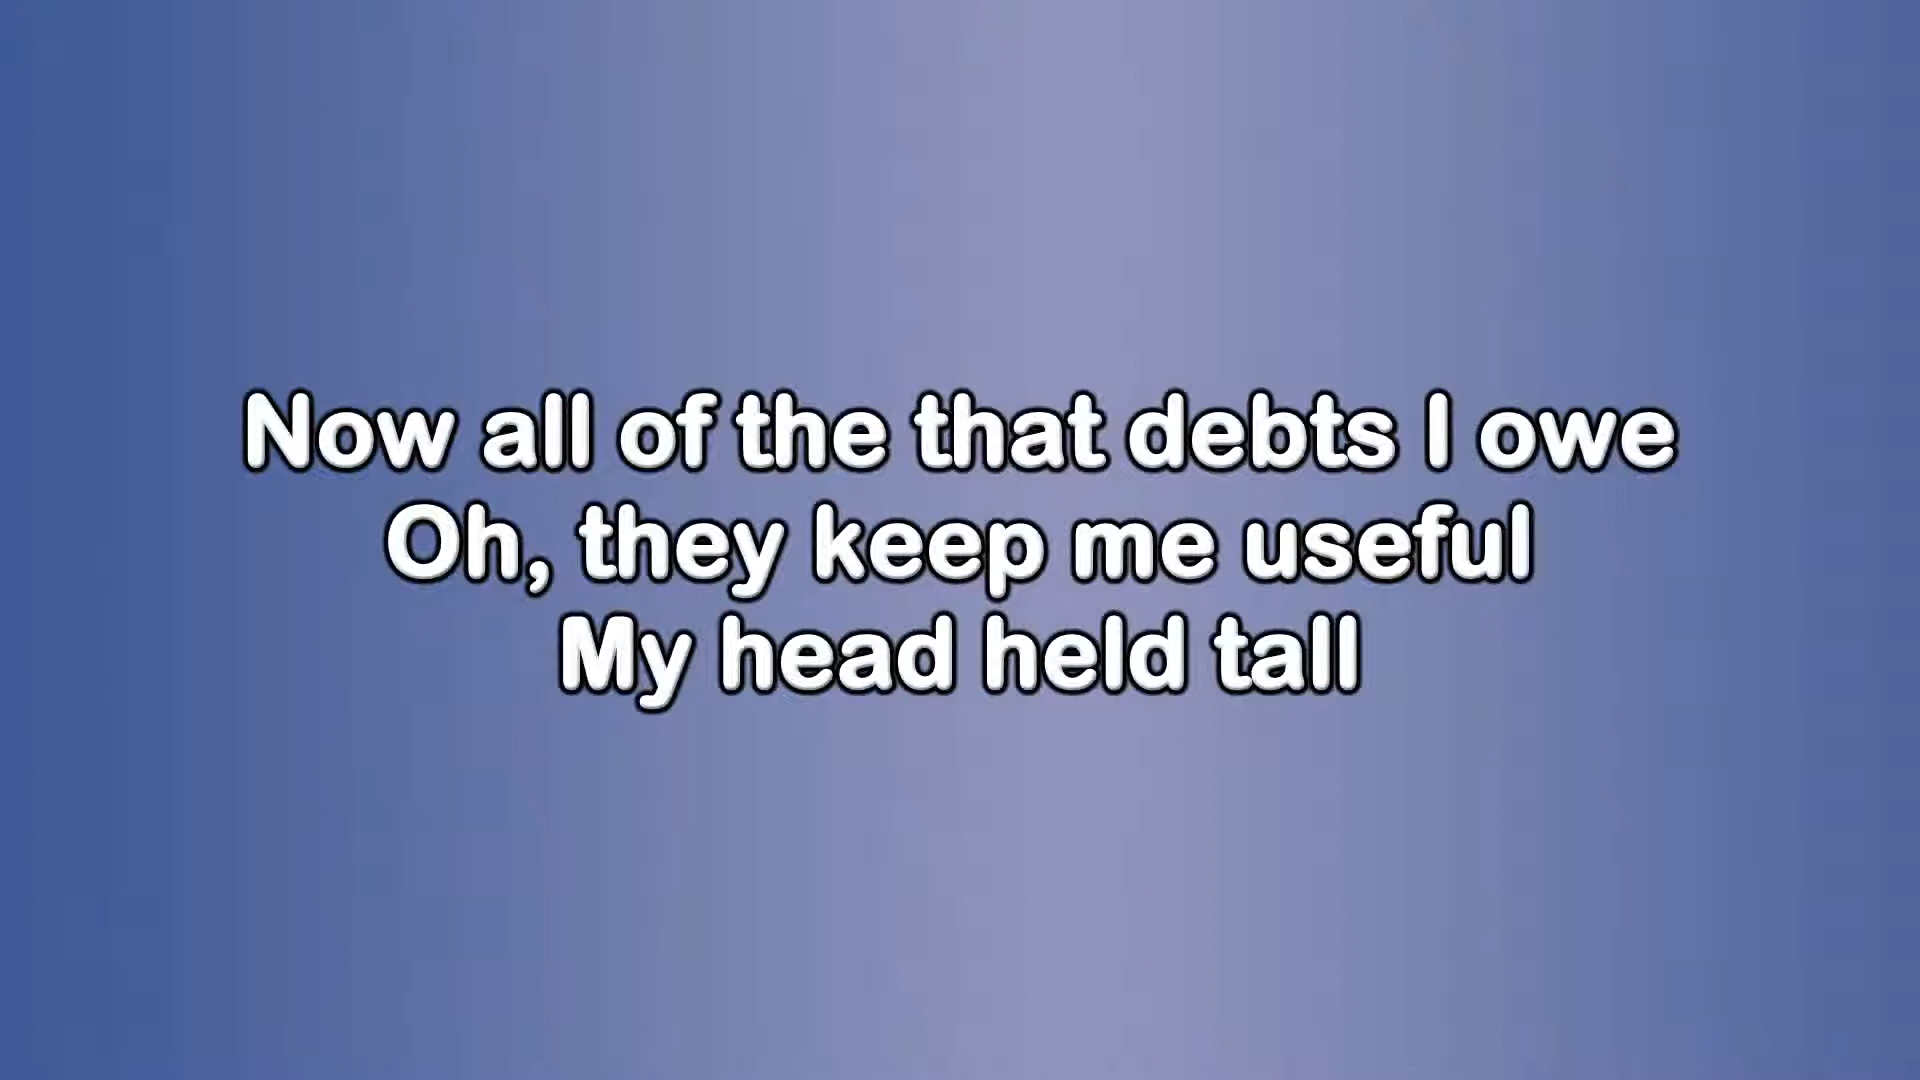 Now all of the that debts I owe
Oh, they keep me useful
My head held tall